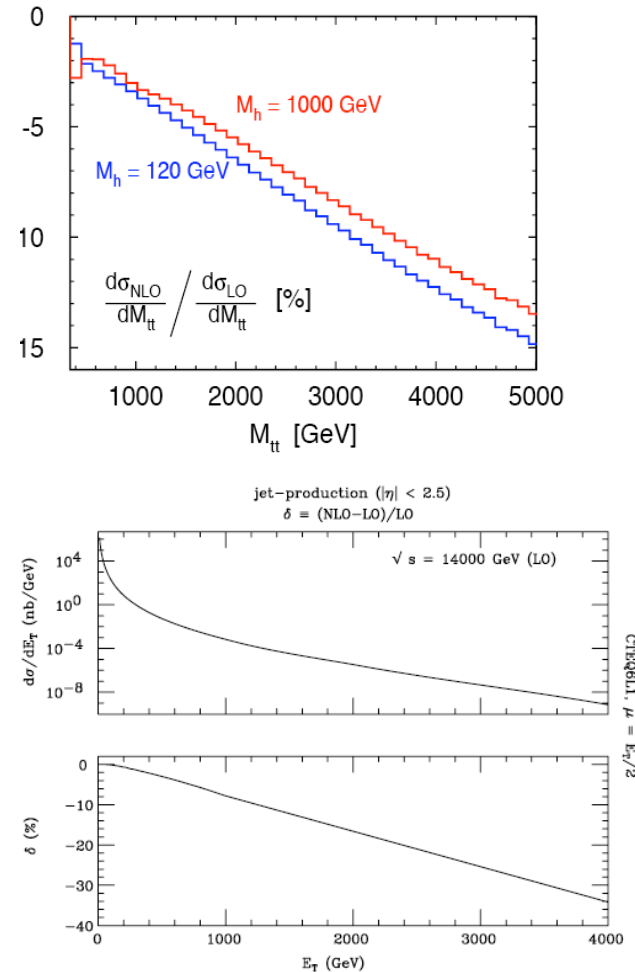 0
-5
10
15
M_h = 1000 GeV
M_h = 120 GeV
dσ_NLO/dM_tt / dσ_LO/dM_tt [%]
1000 2000 3000 4000 5000
M_tt [GeV]
jet-production (|η| < 2.5)
δ ≡ (NLO-LO)/LO
√s = 14000 GeV (LO)
dσ/dE_T (nb/GeV)
10^4
10^0
10^-4
10^-8
CTEQ6L1, μ = E_T/2
δ (%)
0
-10
-20
-30
-40
0 1000 2000 3000 4000
E_T (GeV)